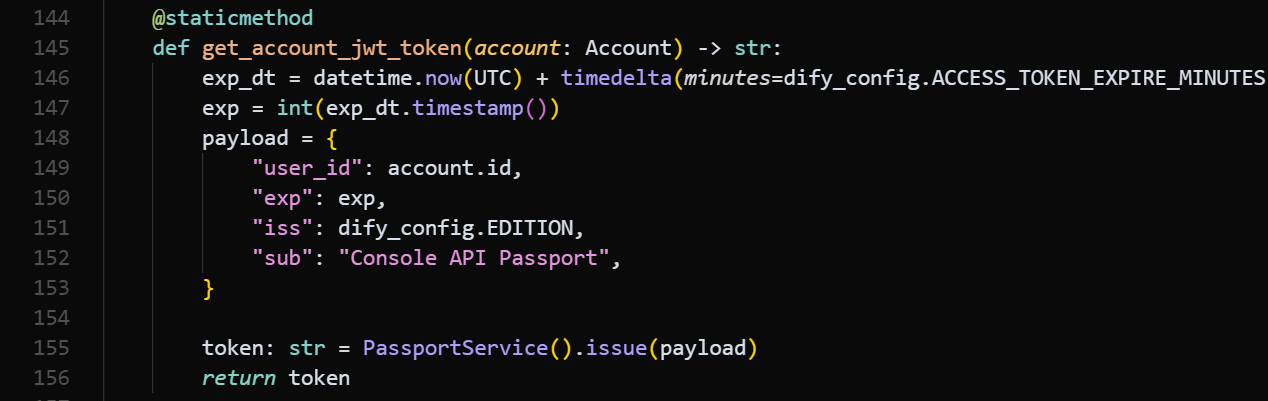 144 @staticmethod
145 def get_account_jwt_token(account: Account) -> str:
146 exp_dt = datetime.now(UTC) + timedelta(minutes=dify_config.ACCESS_TOKEN_EXPIRE_MINUTES
147 exp = int(exp_dt.timestamp())
148 payload = {
149 "user_id": account.id,
150 "exp": exp,
151 "iss": dify_config.EDITION,
152 "sub": "Console API Passport",
153 }
154
155 token: str = PassportService().issue(payload)
156 return token